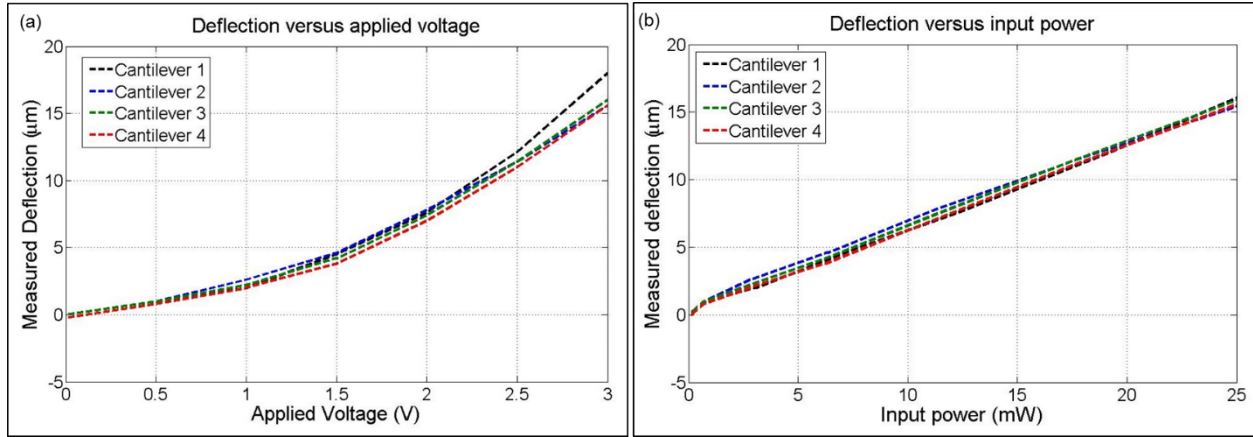 (a)
Deflection versus applied voltage
20
15
10
5
0
-5
Measured Deflection (μm)
Cantilever 1
Cantilever 2
Cantilever 3
Cantilever 4
0 0.5 1 1.5 2 2.5 3
Applied Voltage (V)
(b)
Deflection versus input power
20
15
10
5
0
-5
Measured deflection (μm)
Cantilever 1
Cantilever 2
Cantilever 3
Cantilever 4
0 5 10 15 20 25
Input power (mW)